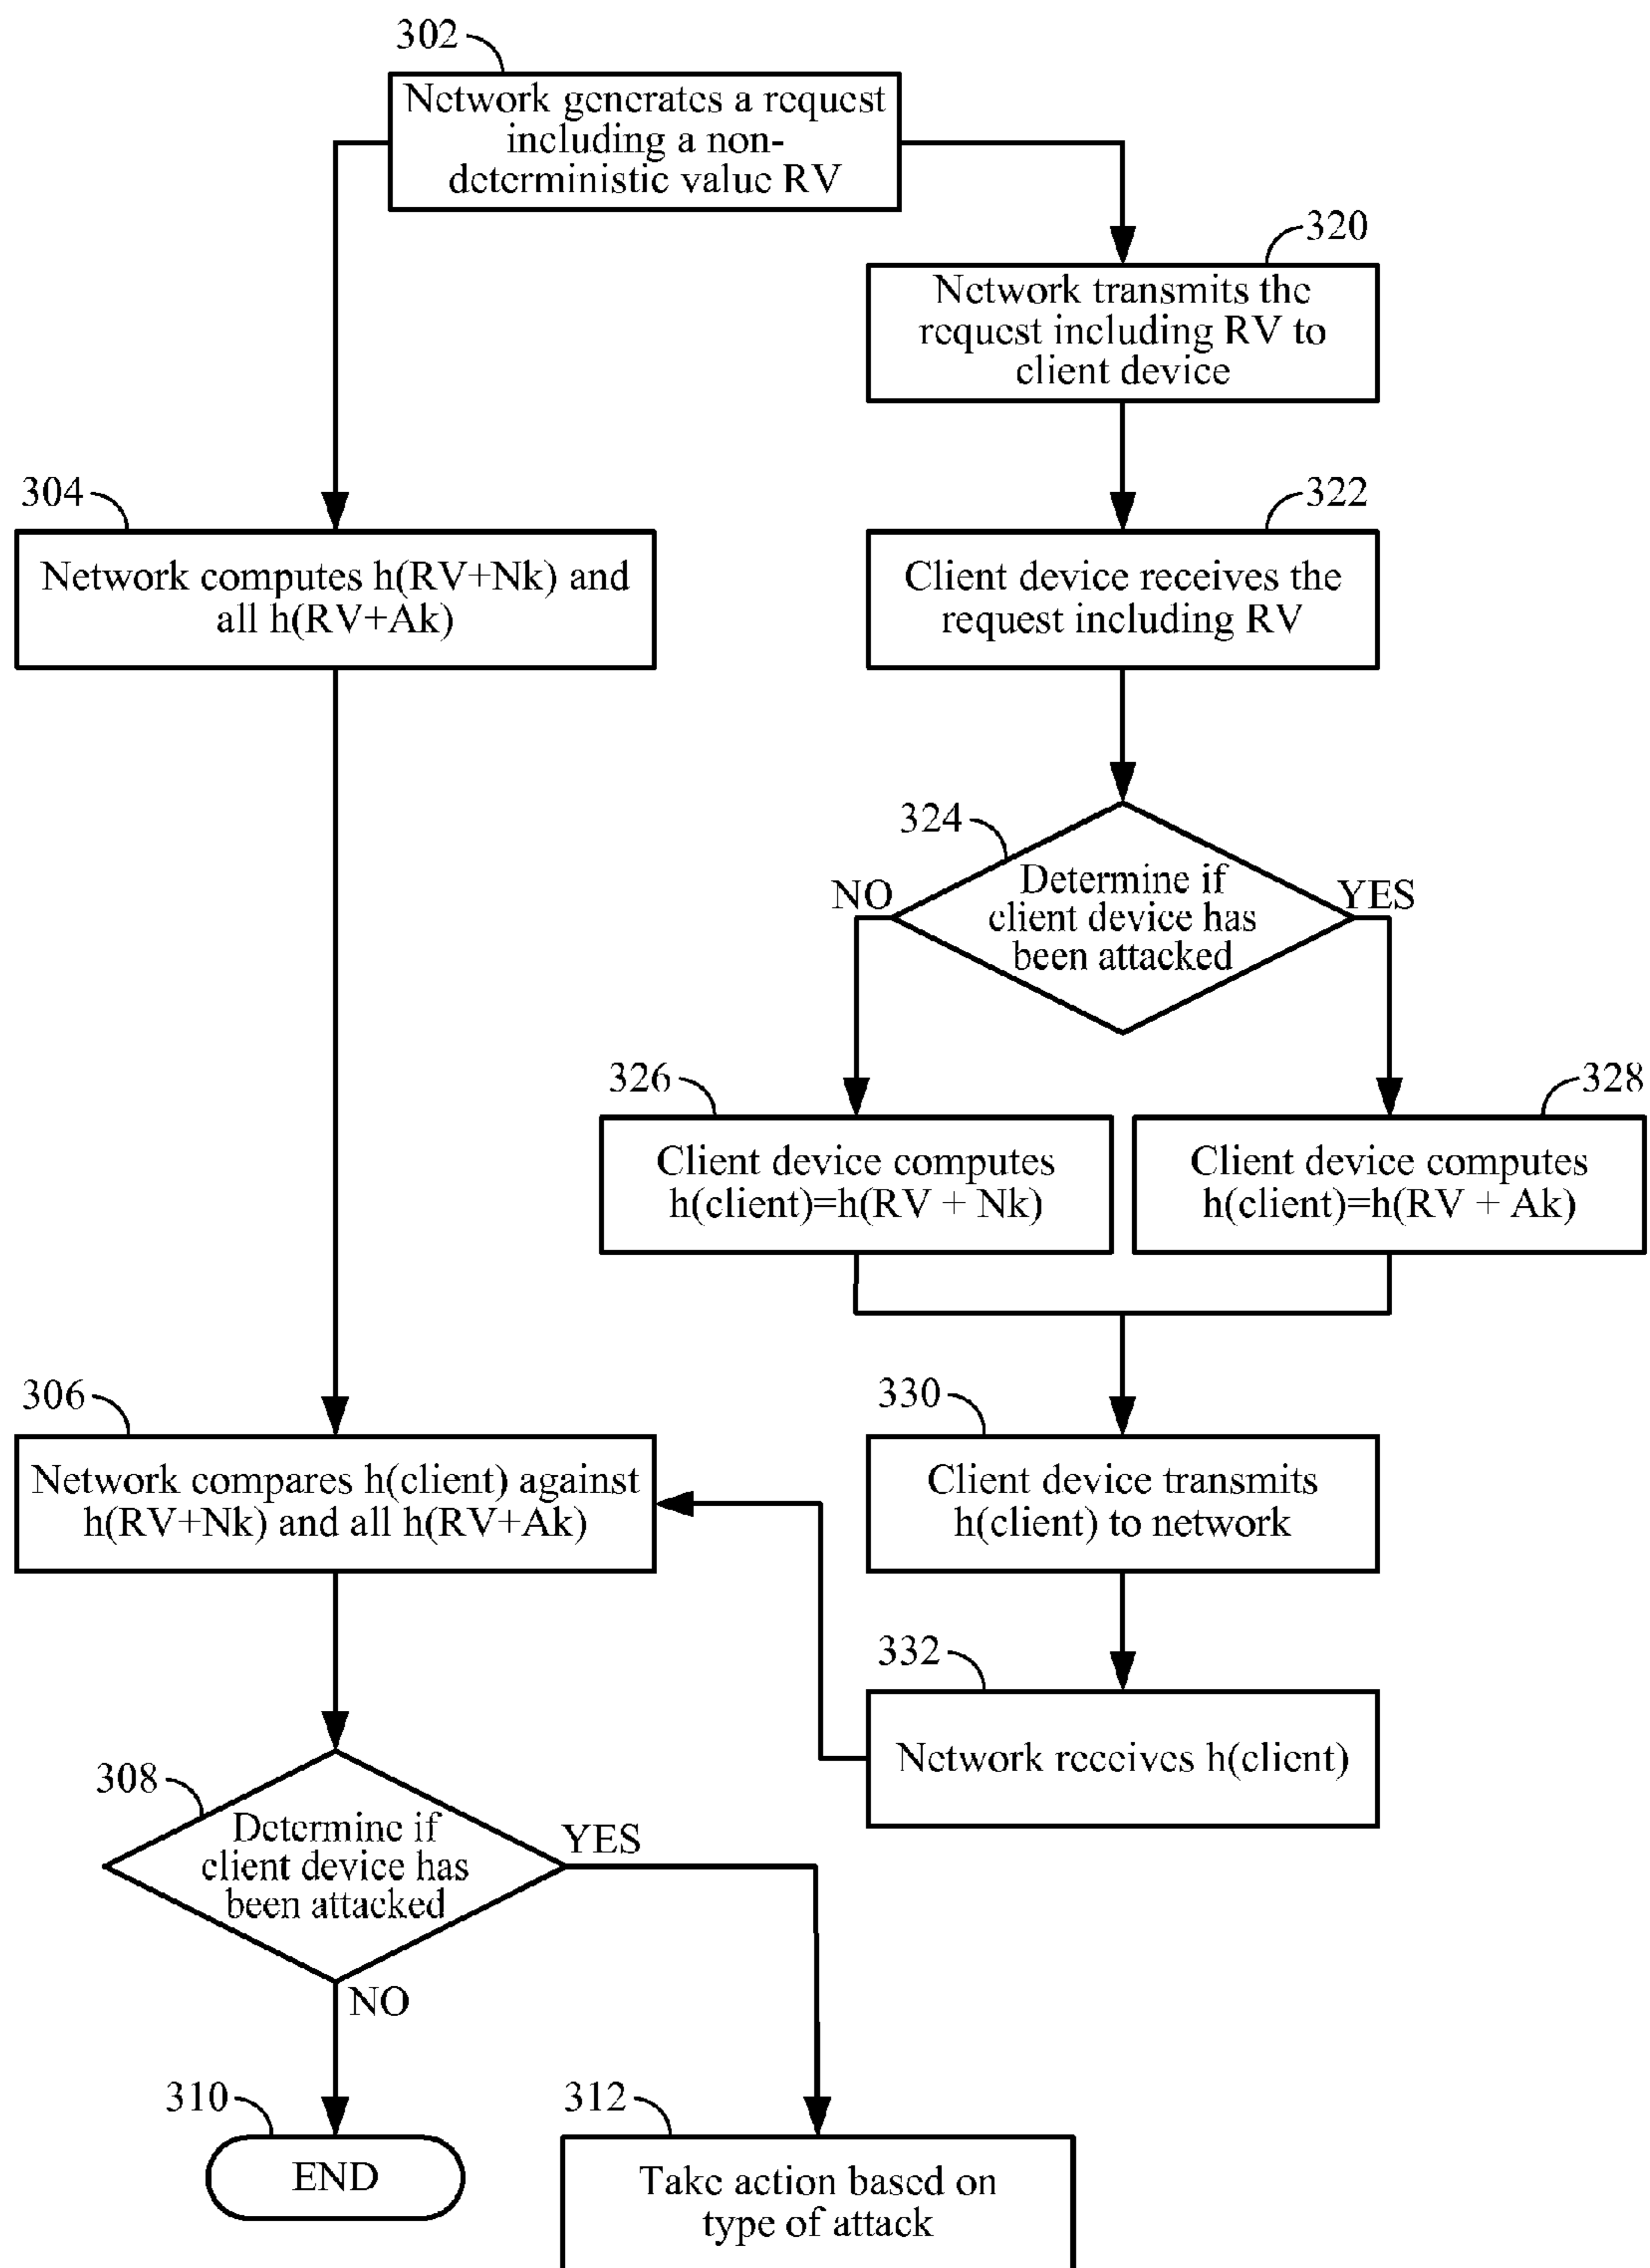 302
Network generates a request
including a non-
deterministic value RV
320
Network transmits the
request including RV to
client device
304
Network computes h(RV+Nk) and
all h(RV+Ak)
322
Client device receives the
request including RV
324
Determine if
client device has
been attacked
NO
YES
326
Client device computes
h(client)=h(RV + Nk)
328
Client device computes
h(client)=h(RV + Ak)
306
Network compares h(client) against
h(RV+Nk) and all h(RV+Ak)
330
Client device transmits
h(client) to network
332
Network receives h(client)
308
Determine if
client device has
been attacked
YES
NO
310
END
312
Take action based on
type of attack